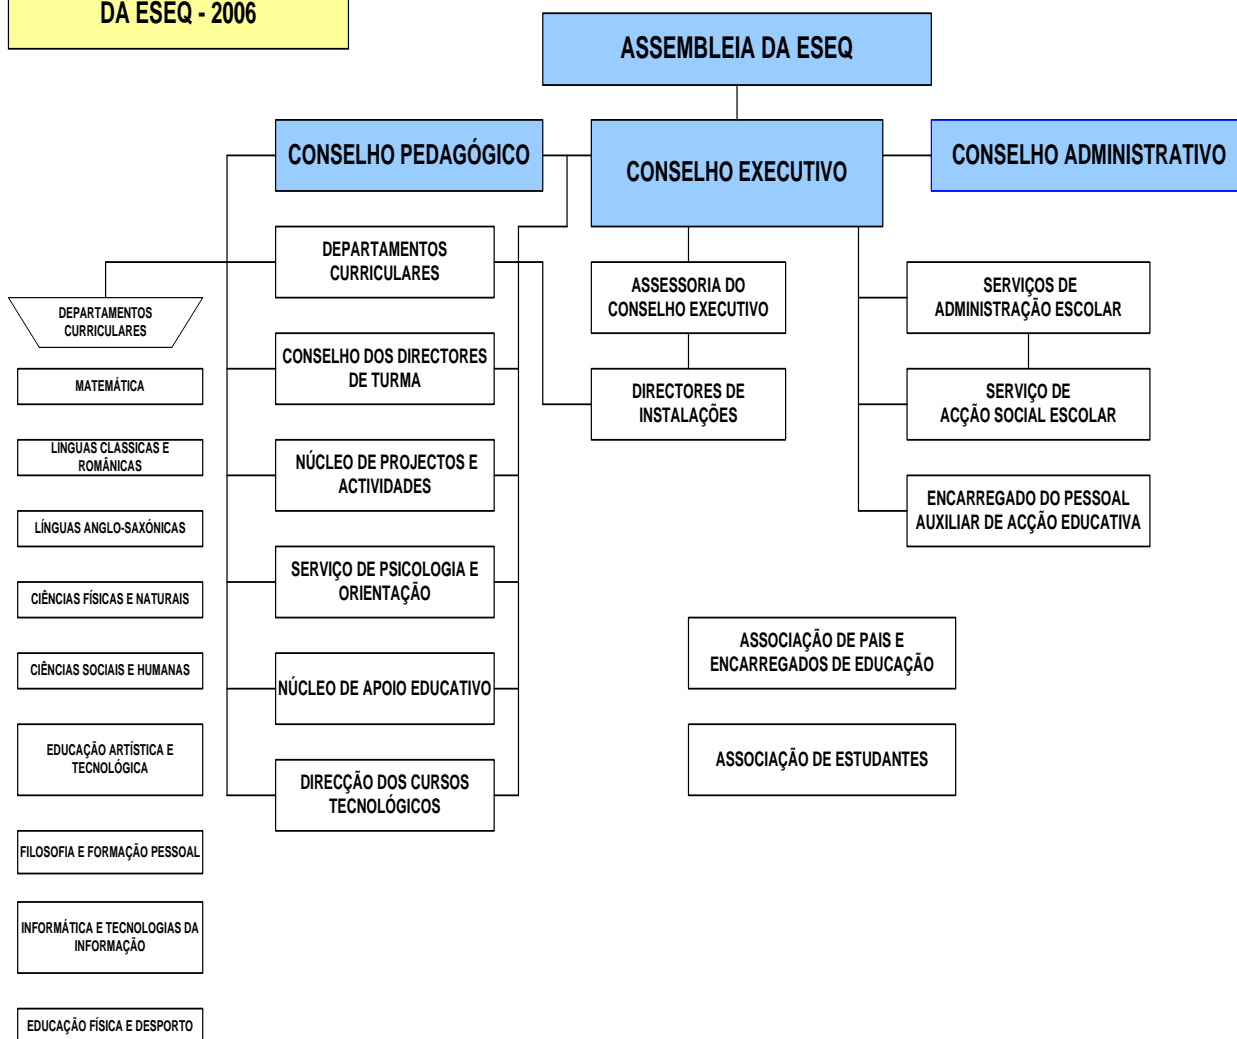 DA ESEQ - 2006
ASSEMBLEIA DA ESEQ
CONSELHO PEDAGÓGICO
CONSELHO EXECUTIVO
CONSELHO ADMINISTRATIVO
DEPARTAMENTOS
CURRICULARES
CONSELHO DOS DIRECTORES
DE TURMA
NÚCLEO DE PROJECTOS E
ACTIVIDADES
SERVIÇO DE PSICOLOGIA E
ORIENTAÇÃO
NÚCLEO DE APOIO EDUCATIVO
DIRECÇÃO DOS CURSOS
TECNOLÓGICOS
ASSESSORIA DO
CONSELHO EXECUTIVO
DIRECTORES DE
INSTALAÇÕES
SERVIÇOS DE
ADMINISTRAÇÃO ESCOLAR
SERVIÇO DE
ACÇÃO SOCIAL ESCOLAR
ENCARREGADO DO PESSOAL
AUXILIAR DE ACÇÃO EDUCATIVA
ASSOCIAÇÃO DE PAIS E
ENCARREGADOS DE EDUCAÇÃO
ASSOCIAÇÃO DE ESTUDANTES
DEPARTAMENTOS
CURRICULARES
MATEMÁTICA
LINGUAS CLASSICAS E
ROMÂNICAS
LÍNGUAS ANGLO-SAXÓNICAS
CIÊNCIAS FÍSICAS E NATURAIS
CIÊNCIAS SOCIAIS E HUMANAS
EDUCAÇÃO ARTÍSTICA E
TECNOLÓGICA
FILOSOFIA E FORMAÇÃO PESSOAL
INFORMÁTICA E TECNOLOGIAS DA
INFORMAÇÃO
EDUCAÇÃO FÍSICA E DESPORTO